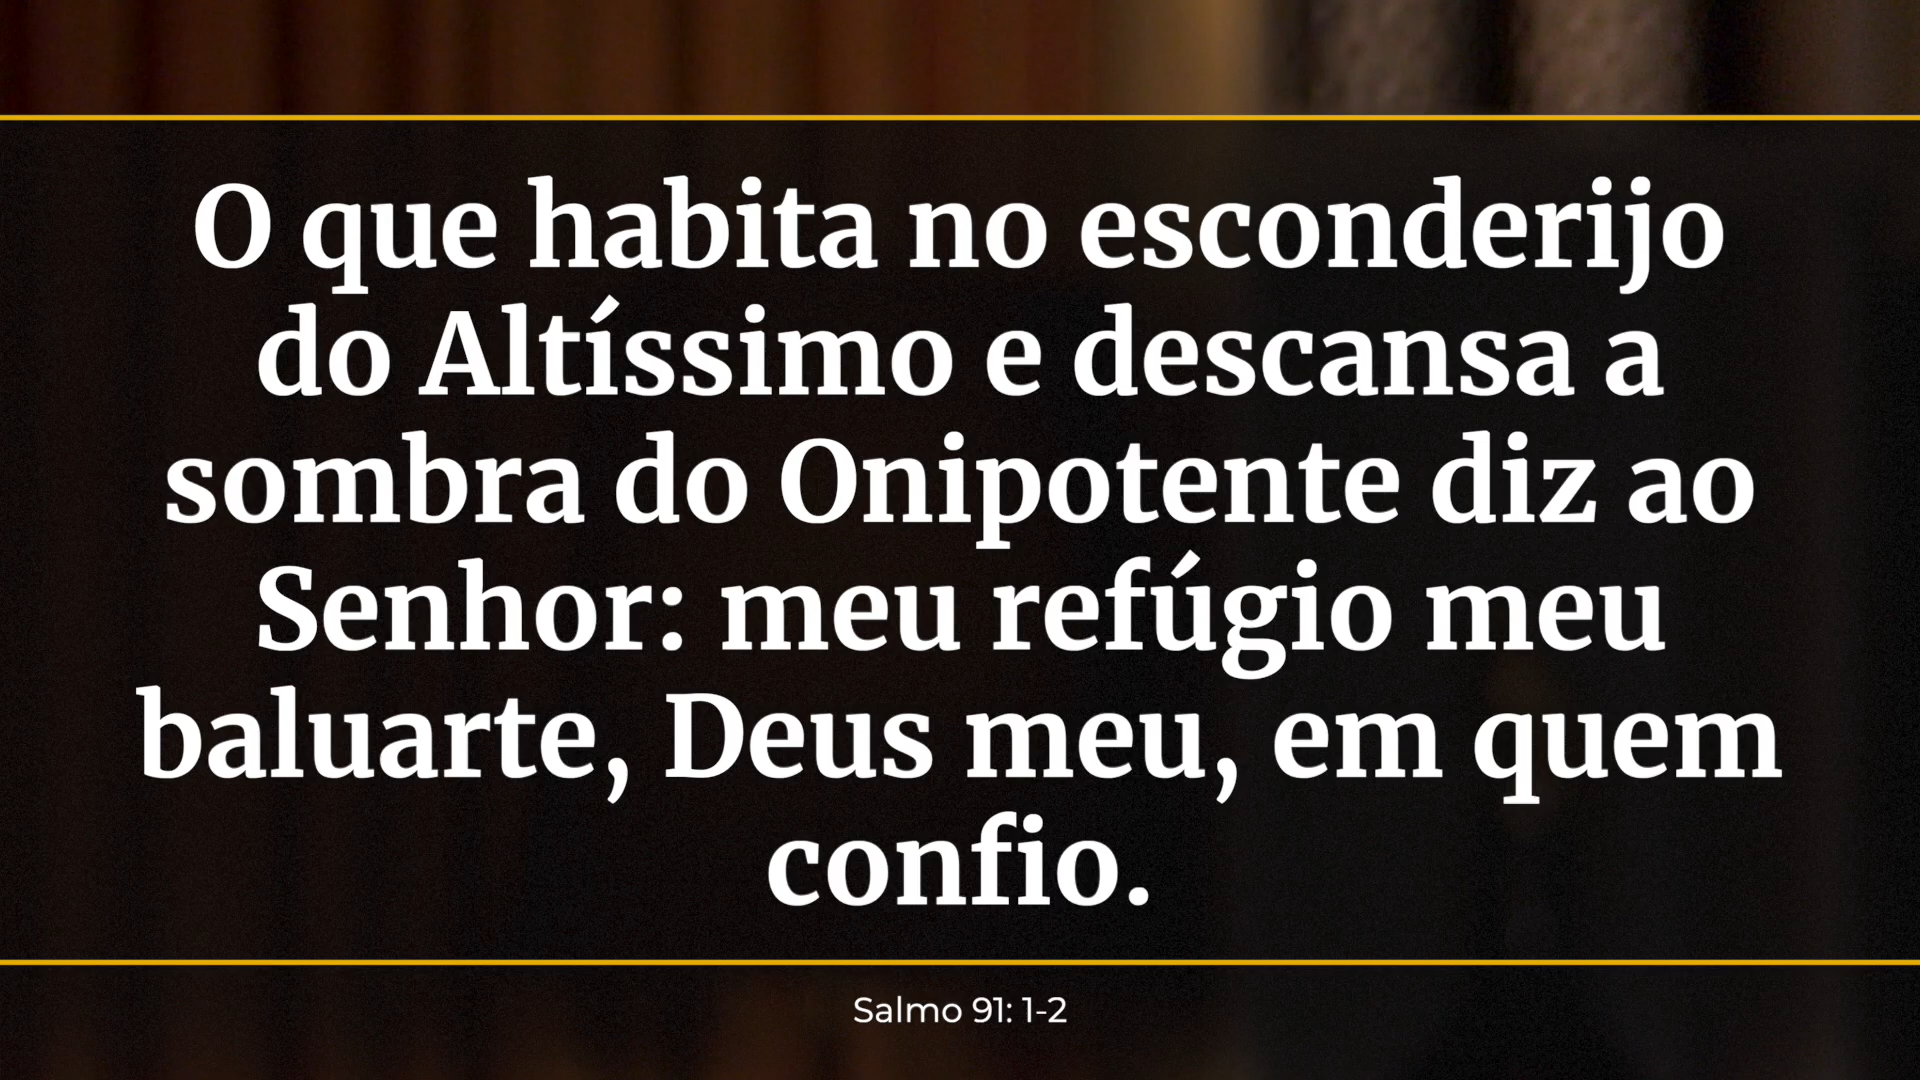 O que habita no esconderijo
do Altíssimo e descansa a
sombra do Onipotente diz ao
Senhor: meu refúgio meu
baluarte, Deus meu, em quem
confio.
Salmo 91: 1-2